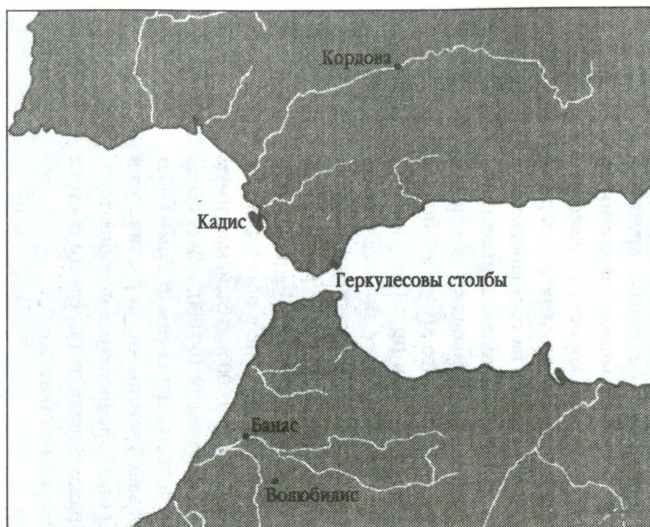 Кордова
Кадис
Геркулесовы столбы
Банас
Волюбилис